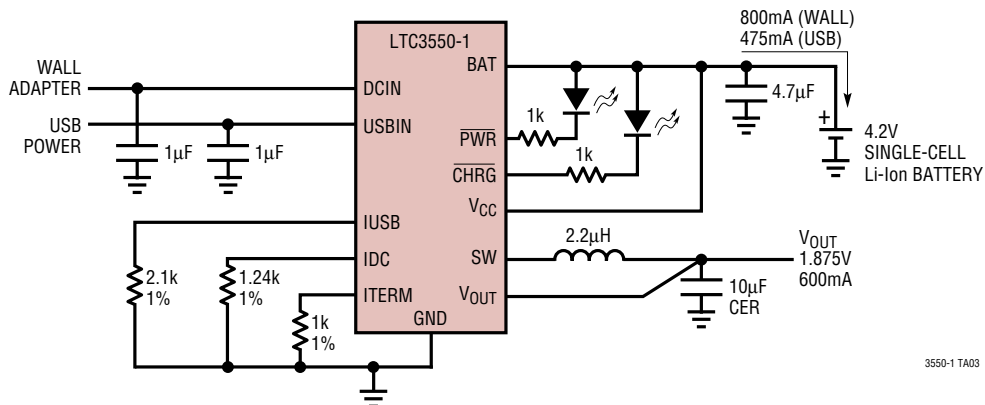 800mA (WALL)
475mA (USB)
LTC3550-1
WALL
ADAPTER
DCIN
BAT
4.7µF
USB
POWER
USBIN
1k
PWR
1µF
1µF
+
4.2V
SINGLE-CELL
Li-Ion BATTERY
1k
CHRG
VCC
IUSB
2.1k
1%
IDC
1.24k
1%
ITERM
1k
1%
SW
2.2µH
VOUT
1.875V
600mA
VOUT
10µF
CER
GND
3550-1 TA03